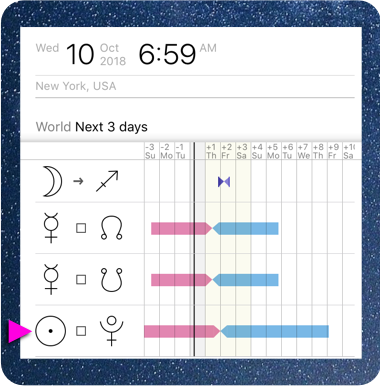 Wed 10 Oct 2018 6:59 AM
New York, USA
World Next 3 days
-3 -2 -1 +1 +2 +3 +4 +5 +6 +7 +8 +9 +10
Su Mo Tu Th Fr Sa Su Mo Tu We Th Fr Sa